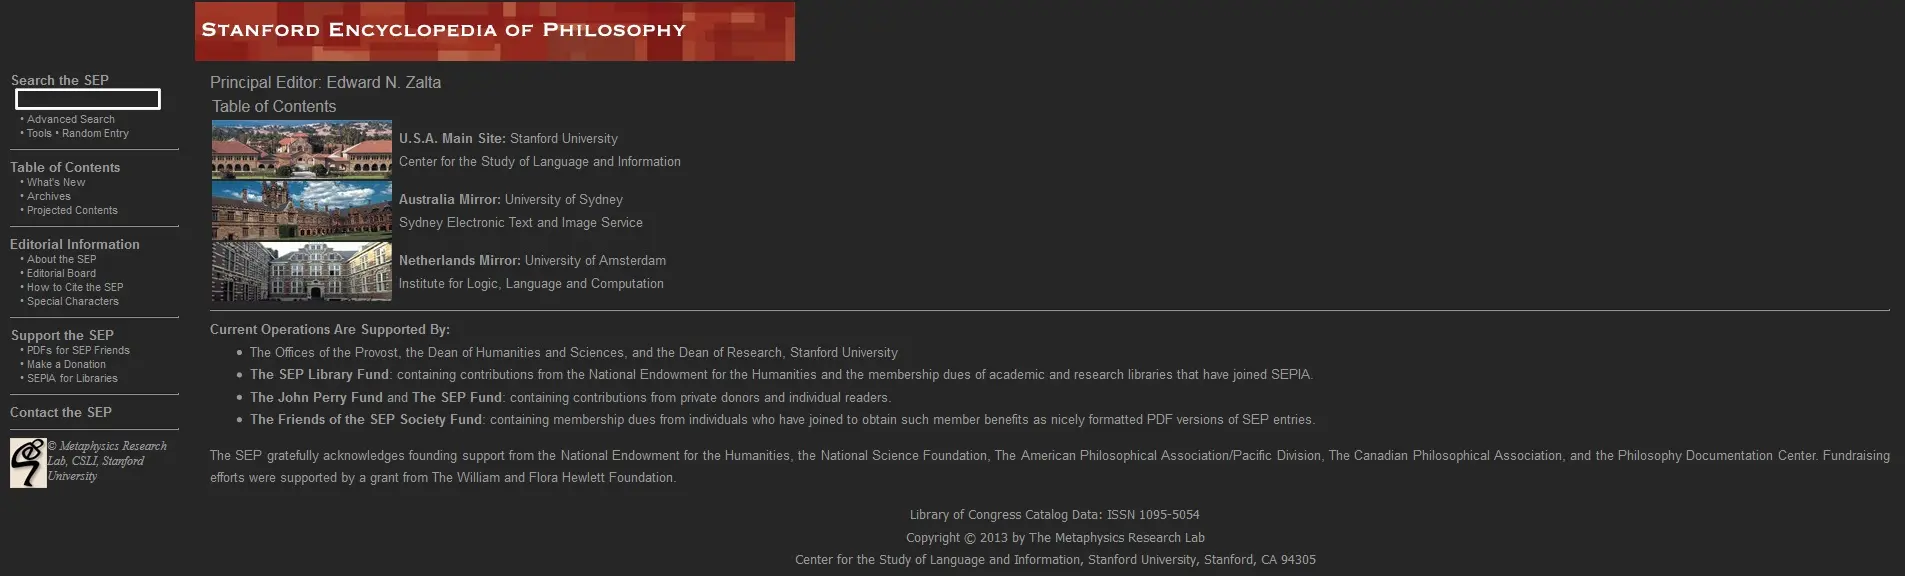 STANFORD ENCYCLOPEDIA OF PHILOSOPHY
Search the SEP
• Advanced Search
• Tools • Random Entry
Table of Contents
• What's New
• Archives
• Projected Contents
Editorial Information
• About the SEP
• Editorial Board
• How to Cite the SEP
• Special Characters
Support the SEP
• PDFs for SEP Friends
• Make a Donation
• SEPIA for Libraries
Contact the SEP
© Metaphysics Research
Lab, CSLI, Stanford
University
Principal Editor: Edward N. Zalta
Table of Contents
U.S.A. Main Site: Stanford University
Center for the Study of Language and Information
Australia Mirror: University of Sydney
Sydney Electronic Text and Image Service
Netherlands Mirror: University of Amsterdam
Institute for Logic, Language and Computation
Current Operations Are Supported By:
• The Offices of the Provost, the Dean of Humanities and Sciences, and the Dean of Research, Stanford University
• The SEP Library Fund: containing contributions from the National Endowment for the Humanities and the membership dues of academic and research libraries that have joined SEPIA.
• The John Perry Fund and The SEP Fund: containing contributions from private donors and individual readers.
• The Friends of the SEP Society Fund: containing membership dues from individuals who have joined to obtain such member benefits as nicely formatted PDF versions of SEP entries.
The SEP gratefully acknowledges founding support from the National Endowment for the Humanities, the National Science Foundation, The American Philosophical Association/Pacific Division, The Canadian Philosophical Association, and the Philosophy Documentation Center. Fundraising
efforts were supported by a grant from The William and Flora Hewlett Foundation.
Library of Congress Catalog Data: ISSN 1095-5054
Copyright © 2013 by The Metaphysics Research Lab
Center for the Study of Language and Information, Stanford University, Stanford, CA 94305